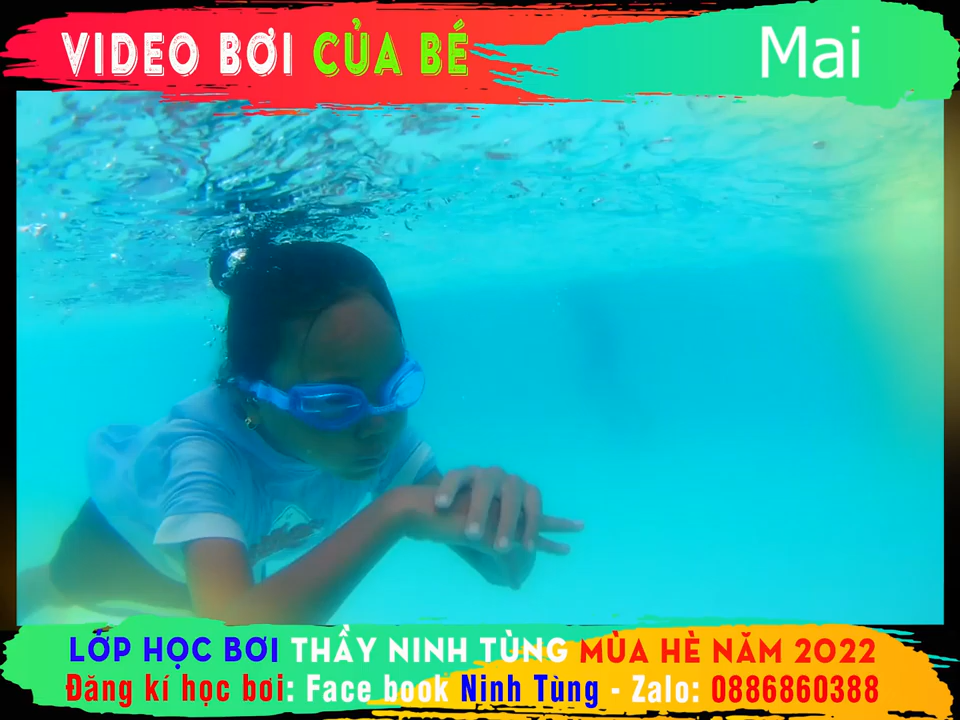 VIDEO BƠI CỦA BÉ
Mai
LỚP HỌC BƠI THẦY NINH TÙNG MÙA HÈ NĂM 2022
Đăng kí học bơi: Face book Ninh Tùng - Zalo: 0886860388